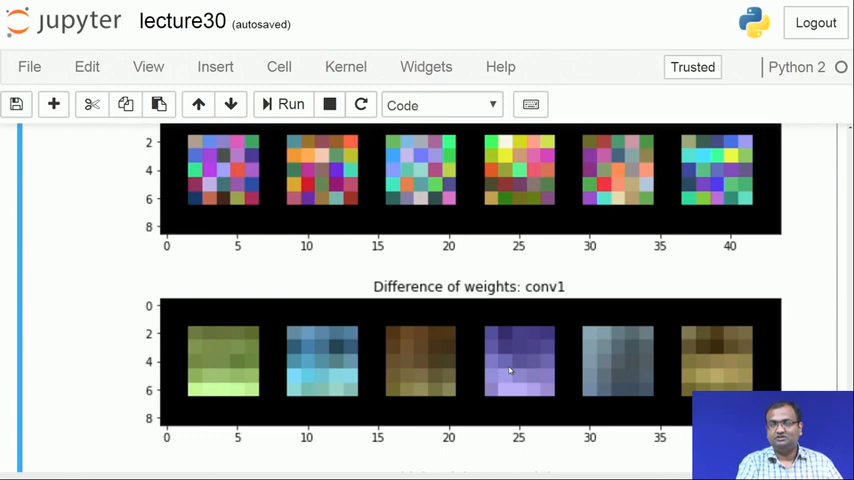 jupyter lecture30 (autosaved) Logout
File Edit View Insert Cell Kernel Widgets Help Trusted Python 2
Run Code
2
4
6
8
0 5 10 15 20 25 30 35 40
Difference of weights: conv1
0
2
4
6
8
0 5 10 15 20 25 30 35